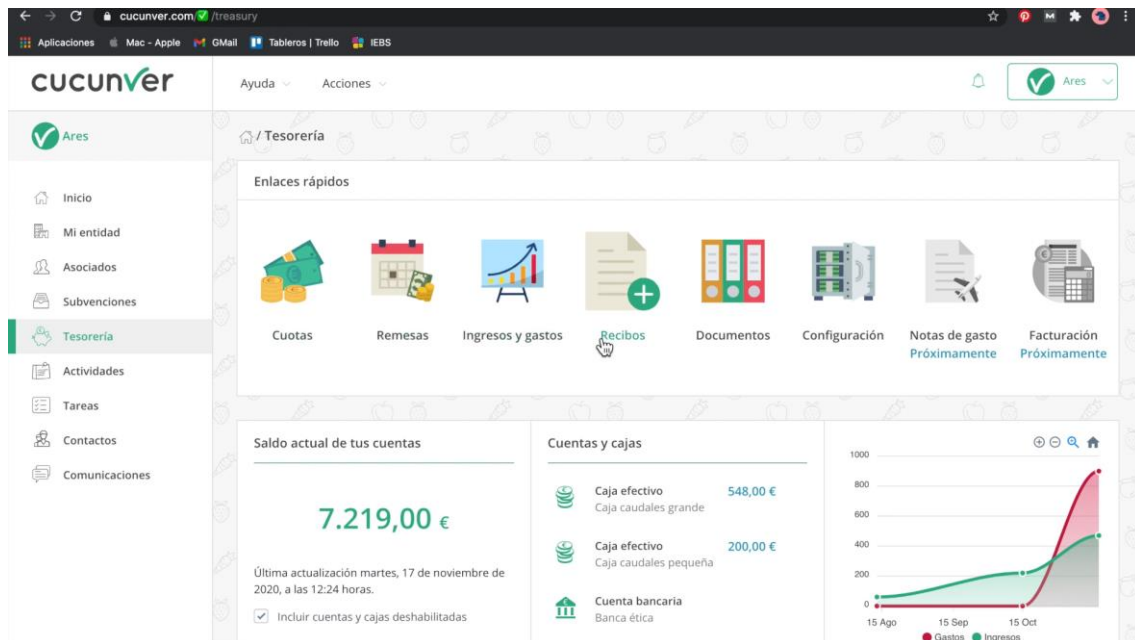 cucunver.com/✅/treasury
Aplicaciones
Mac - Apple
GMail
Tableros | Trello
IEBS
cucunver
Ayuda
Acciones
Ares
Ares
/ Tesorería
Inicio
Mi entidad
Asociados
Subvenciones
Tesorería
Actividades
Tareas
Contactos
Comunicaciones
Enlaces rápidos
Cuotas
Remesas
Ingresos y gastos
Recibos
Documentos
Configuración
Notas de gasto
Próximamente
Facturación
Próximamente
Saldo actual de tus cuentas
7.219,00 €
Última actualización martes, 17 de noviembre de
2020, a las 12:24 horas.
Incluir cuentas y cajas deshabilitadas
Cuentas y cajas
Caja efectivo 548,00 €
Caja caudales grande
Caja efectivo 200,00 €
Caja caudales pequeña
Cuenta bancaria
Banca ética
1000
800
600
400
200
0
15 Ago 15 Sep 15 Oct
Gastos Ingresos